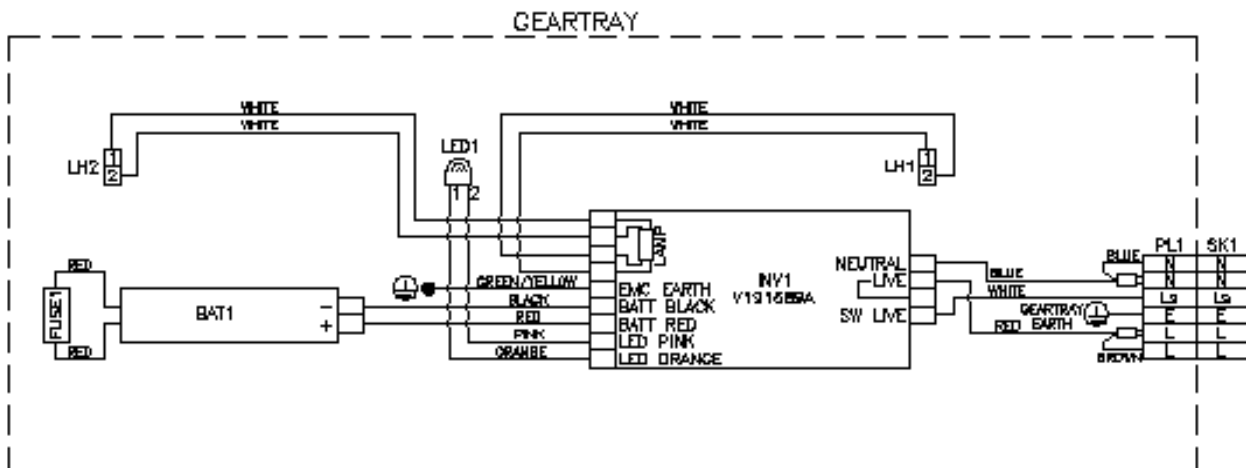 GEARTRAY
WHITE
WHITE
WHITE
WHITE
LED1
LH2
1
2
LH1
1
2
1 2
LAMP
RED
FUSE1
RED
BAT1
-
+
GREEN/YELLOW
BLACK
RED
PINK
ORANGE
EMC EARTH
BATT BLACK
BATT RED
LED PINK
LED ORANGE
INV1
NEUTRAL
LIVE
SW LIVE
BLUE
BLUE
WHITE
GEARTRAY
EARTH
RED
BROWN
PL1 SK1
N N
N N
Ls Ls
E E
L L
L L